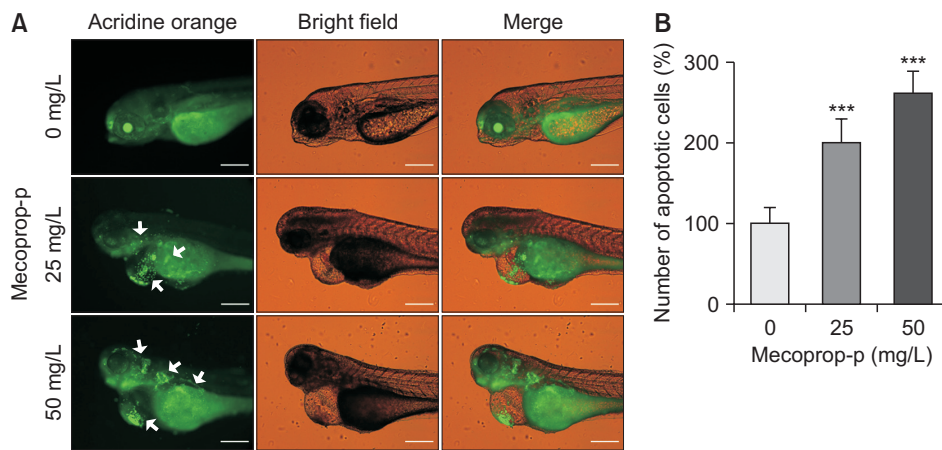 A
Acridine orange
Bright field
Merge
Mecoprop-p
0 mg/L
25 mg/L
50 mg/L
B
Number of apoptotic cells (%)
300
200
100
0
***
***
0
25
50
Mecoprop-p (mg/L)